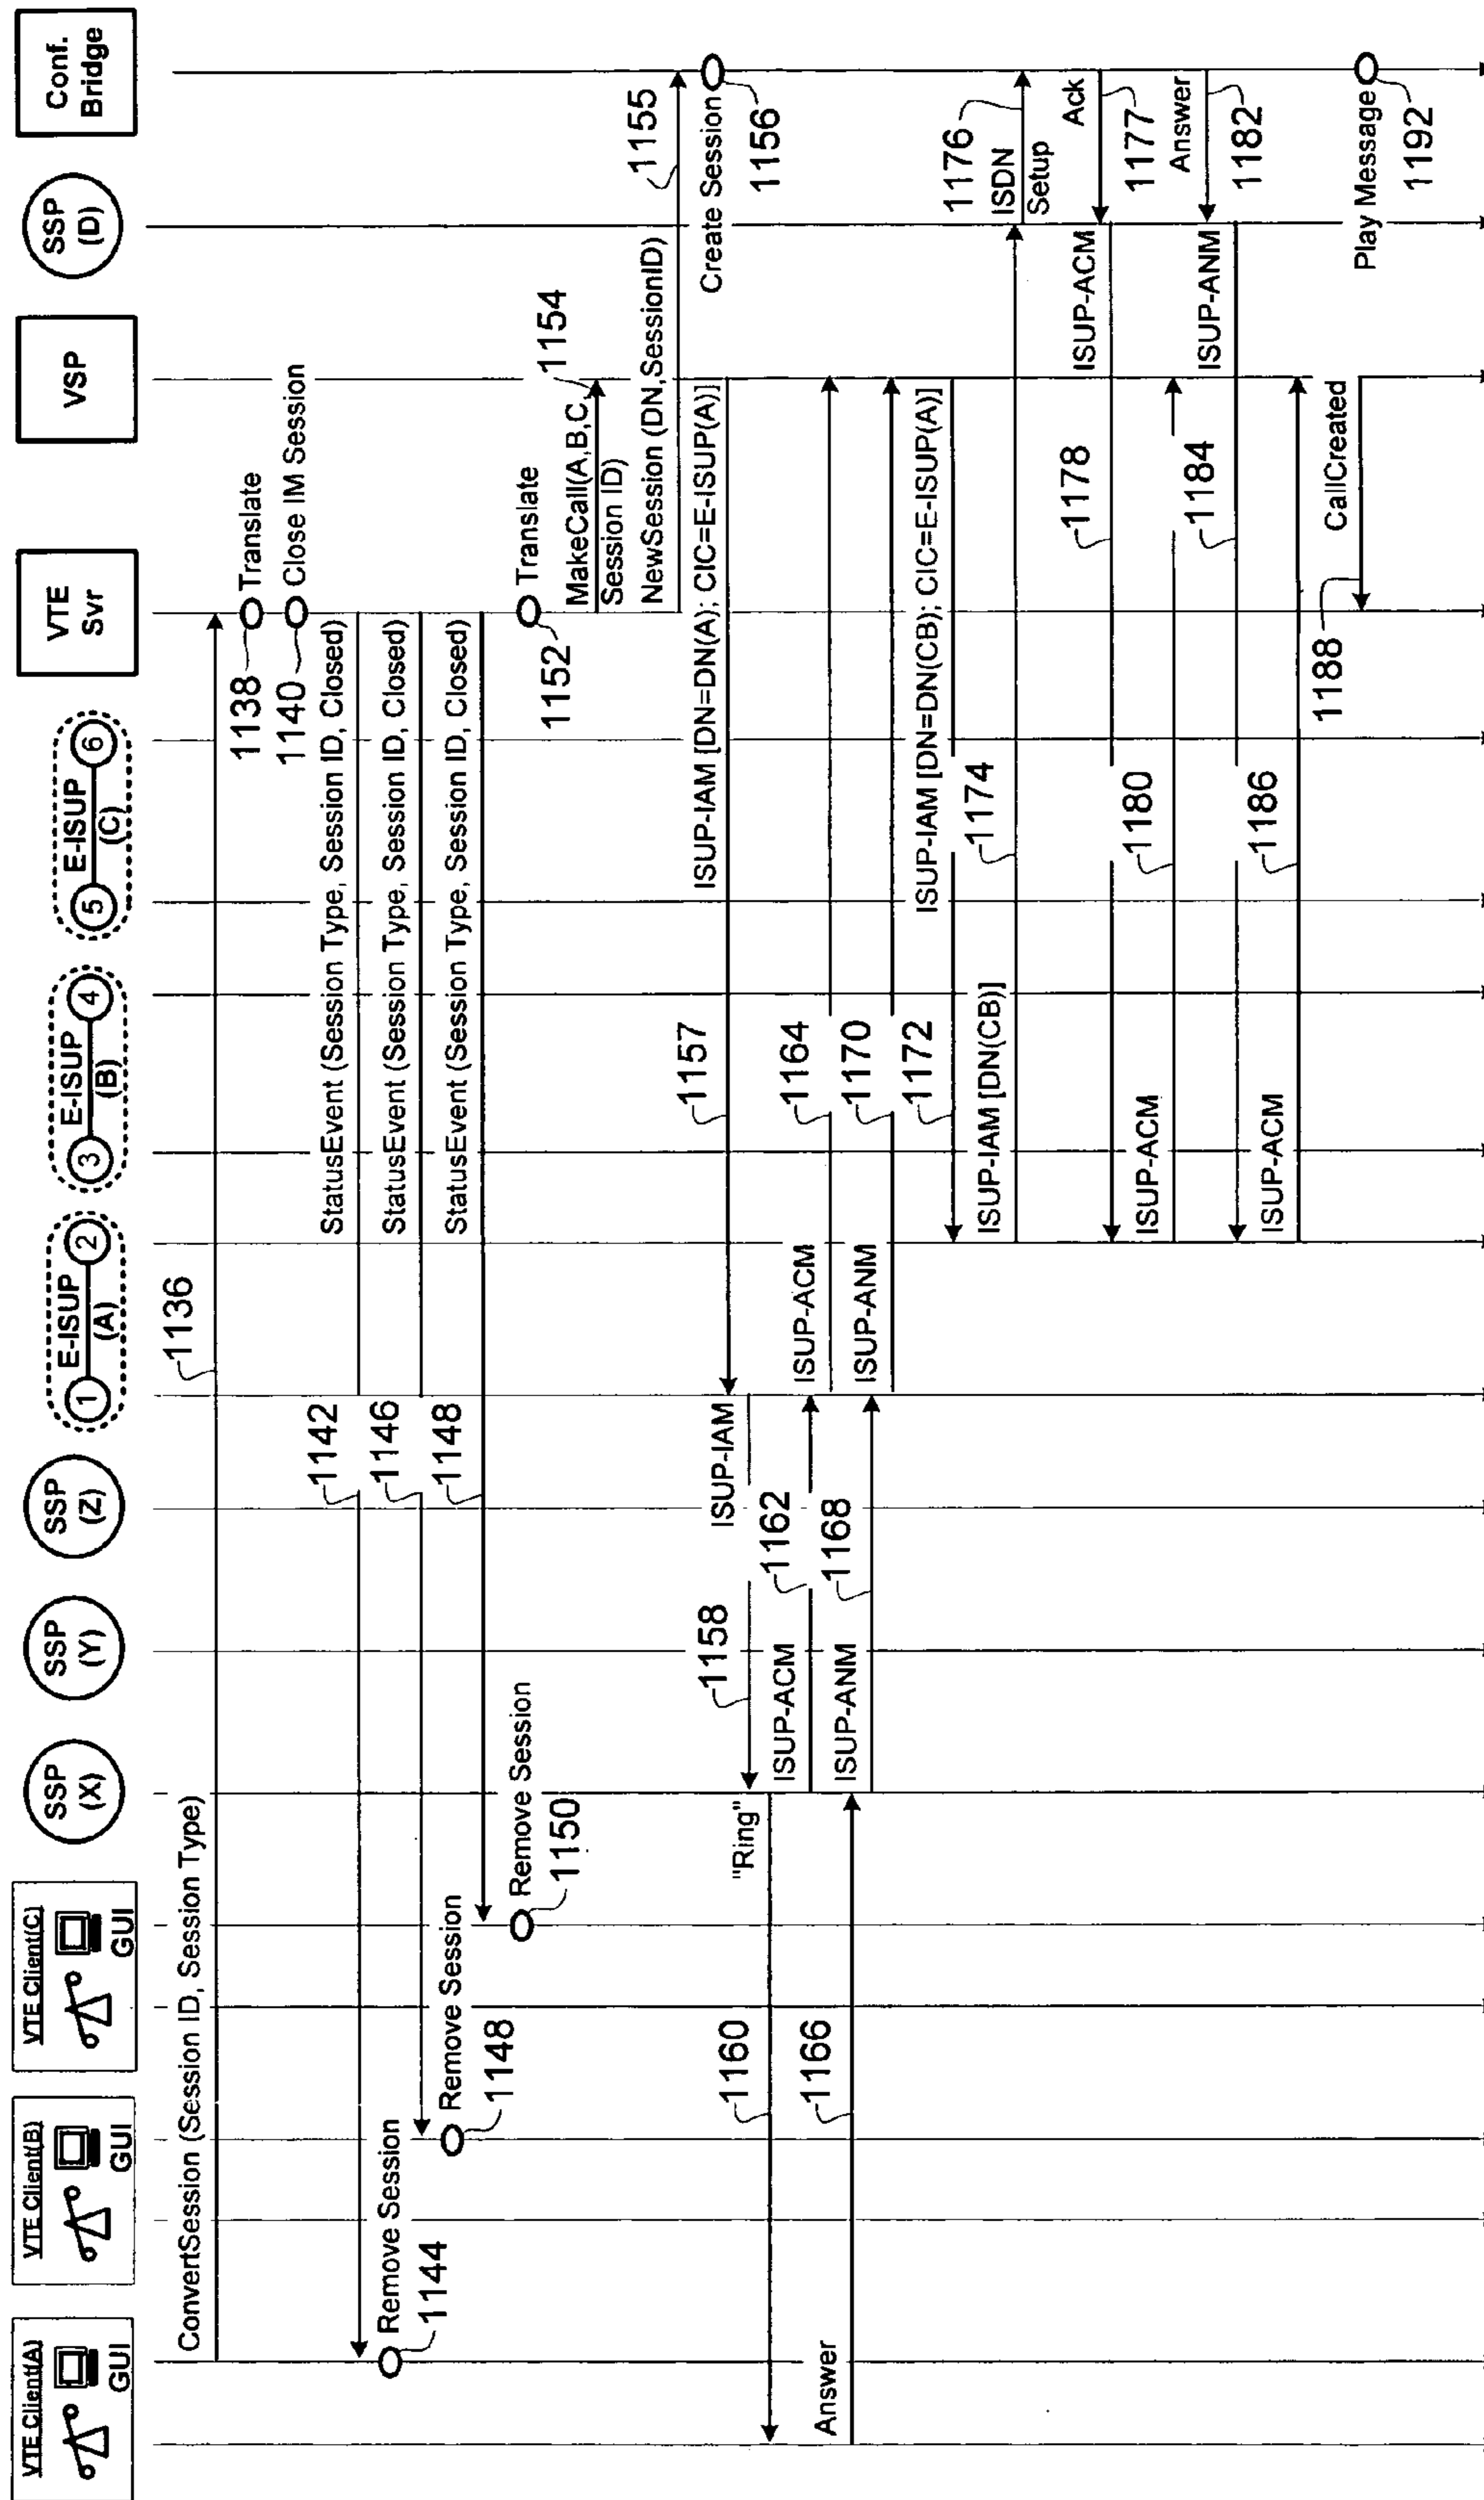 VTE Client(A)
GUI
VTE Client(B)
GUI
VTE Client(C)
GUI
SSP
(X)
SSP
(Y)
SSP
(Z)
1
E-ISUP
(A)
2
3
E-ISUP
(B)
4
5
E-ISUP
(C)
6
VTE
Svr
VSP
SSP
(D)
Conf.
Bridge
ConvertSession (Session ID, Session Type)
1136
1138
Translate
1140
Close IM Session
1142
StatusEvent (Session Type, Session ID, Closed)
Remove Session
1144
1146
StatusEvent (Session Type, Session ID, Closed)
Remove Session
1148
1148
StatusEvent (Session Type, Session ID, Closed)
Remove Session
1150
Translate
1152
MakeCall(A,B,C,
Session ID)
1154
NewSession (DN,SessionID)
1155
Create Session
1156
ISUP-IAM [DN=DN(A); CIC=E-ISUP(A)]
1157
ISUP-IAM
1158
"Ring"
1160
ISUP-ACM
1162
ISUP-ACM
1164
Answer
1166
ISUP-ANM
1168
ISUP-ANM
1170
ISUP-IAM [DN=DN(CB); CIC=E-ISUP(A)]
1172
ISUP-IAM [DN(CB)]
1174
1176
ISDN
Setup
Ack
1177
ISUP-ACM
1178
ISUP-ACM
1180
Answer
1182
ISUP-ANM
1184
ISUP-ACM
1186
CallCreated
1188
Play Message
1192